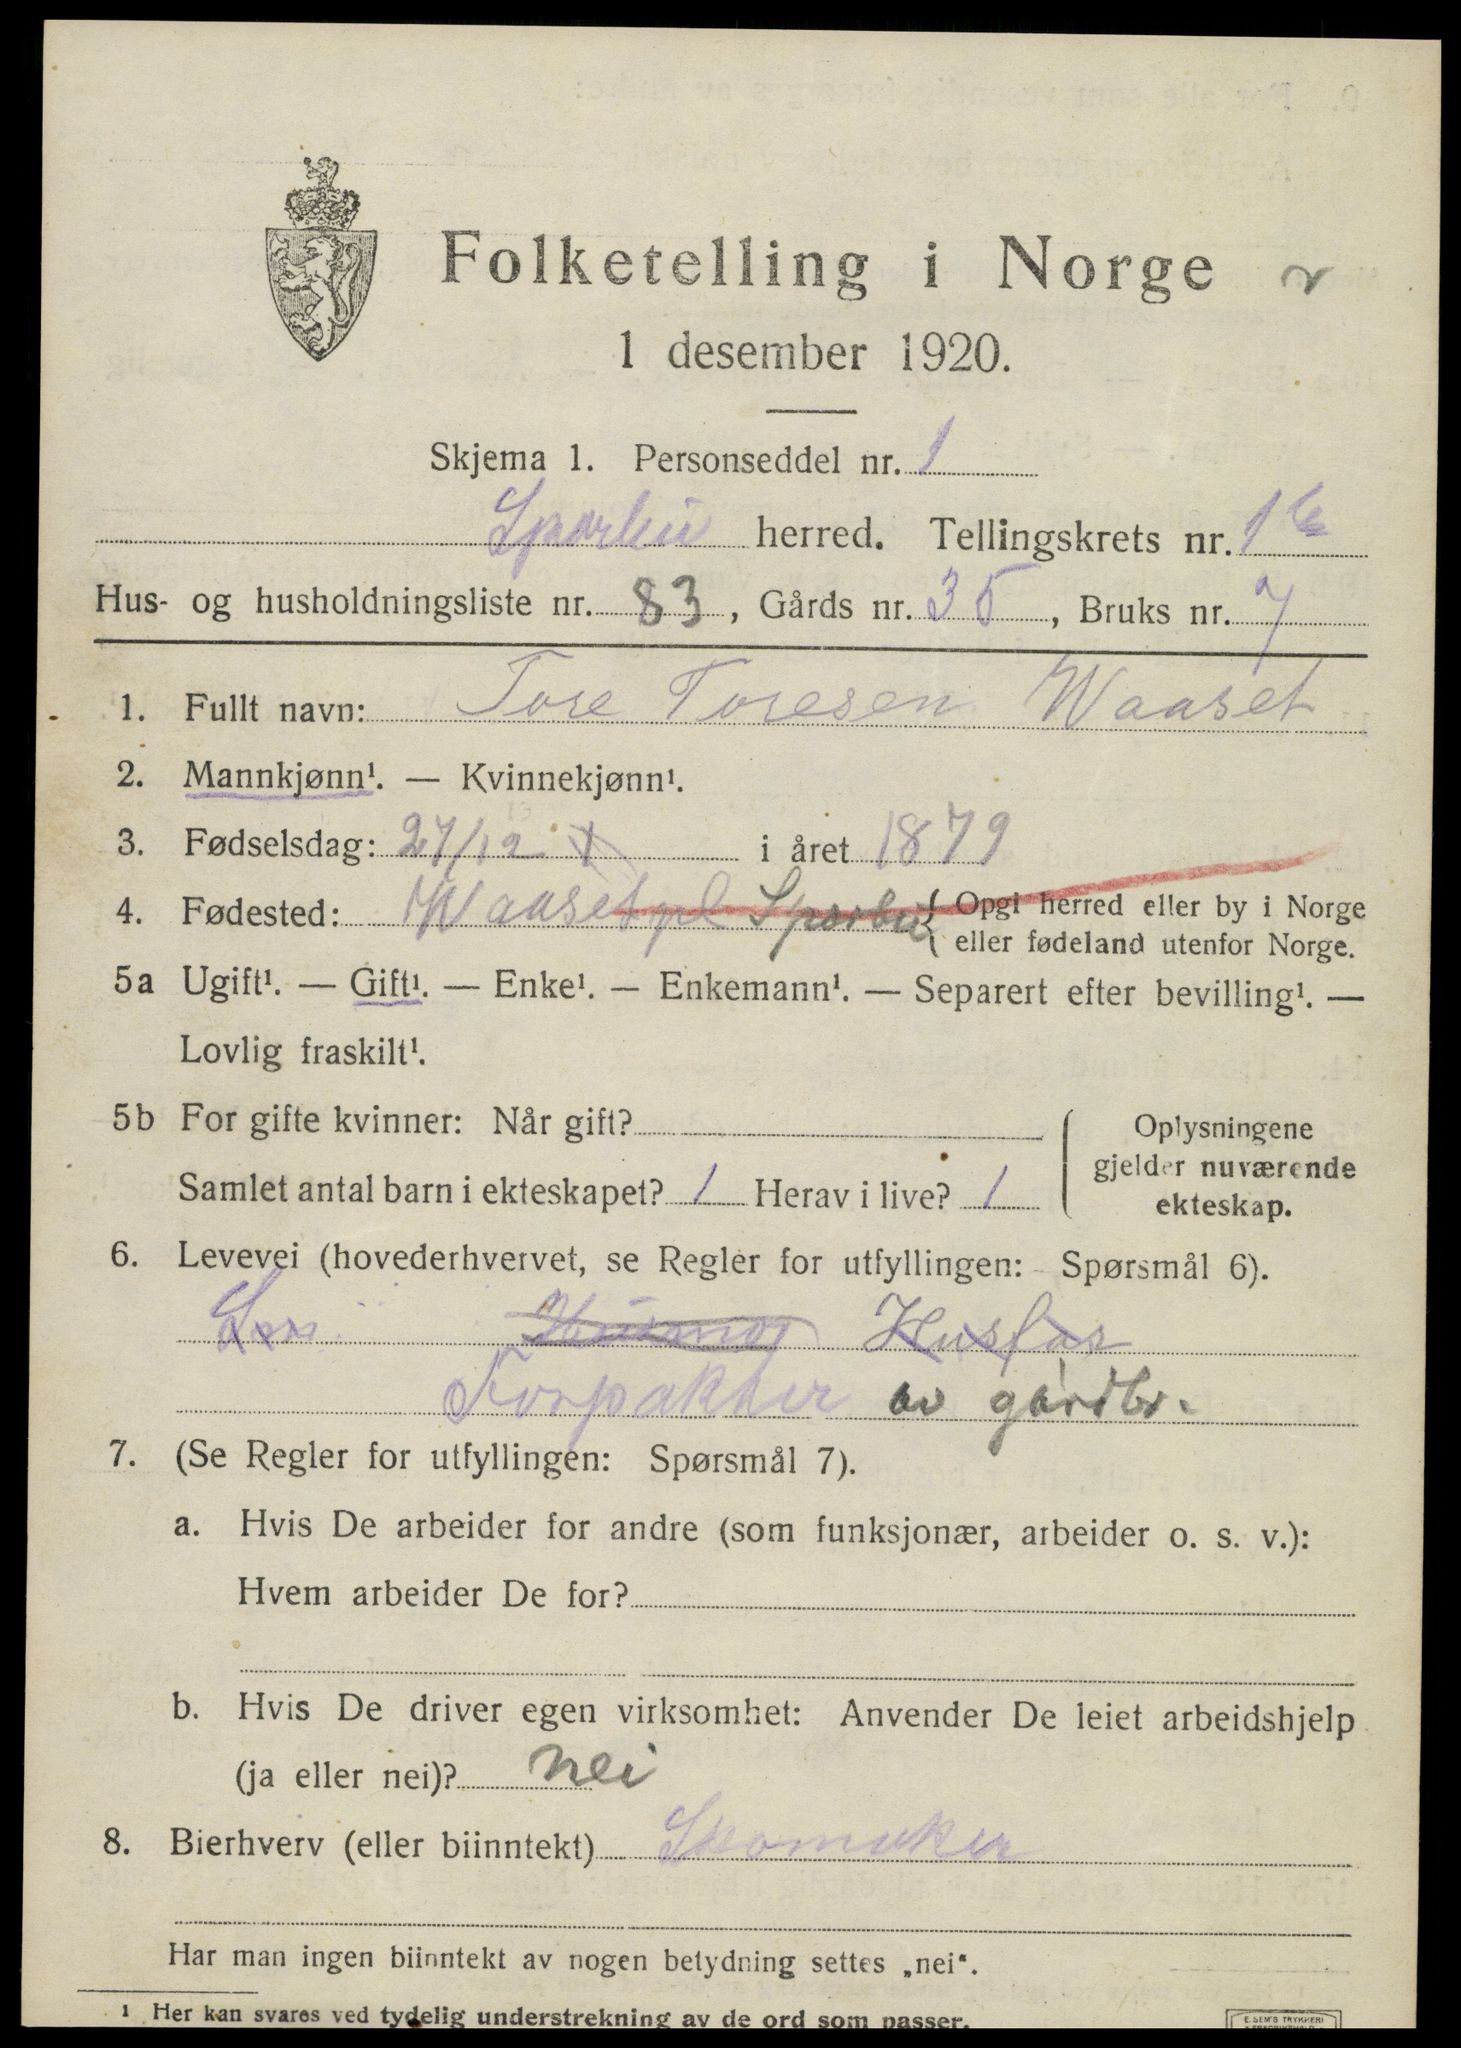 Folketelling i Norge
1 desember 1920.
Skjema 1. Personseddel nr. 1
Sparbu herred. Tellingskrets nr. 1
Hus- og husholdningsliste nr. 83, Gårds nr. 35, Bruks nr. 7
1. Fullt navn: Tore Toresen Waaset
2. Mannkjønn¹. — Kvinnekjønn¹.
3. Fødselsdag: 27/12 i året 1879
4. Fødested: Waaset pl Sparbu { Opgi herred eller by i Norge
eller fødeland utenfor Norge.
5a Ugift¹. — Gift¹. — Enke¹. — Enkemann¹. — Separert efter bevilling¹. —
Lovlig fraskilt¹.
5b For gifte kvinner: Når gift?
Samlet antal barn i ekteskapet? 1 Herav i live? 1
Oplysningene
gjelder nuværende
ekteskap.
6. Levevei (hovederhvervet, se Regler for utfyllingen: Spørsmål 6).
Husmor Husfar
Forpakter av gårdbr.
7. (Se Regler for utfyllingen: Spørsmål 7).
a. Hvis De arbeider for andre (som funksjonær, arbeider o. s. v.):
Hvem arbeider De for?
b. Hvis De driver egen virksomhet: Anvender De leiet arbeidshjelp
(ja eller nei)? nei
8. Bierhverv (eller biinntekt) Skomaker
Har man ingen biinntekt av nogen betydning settes „nei“.
1 Her kan svares ved tydelig understrekning av de ord som passer.
E. SEM'S TRYKKERI